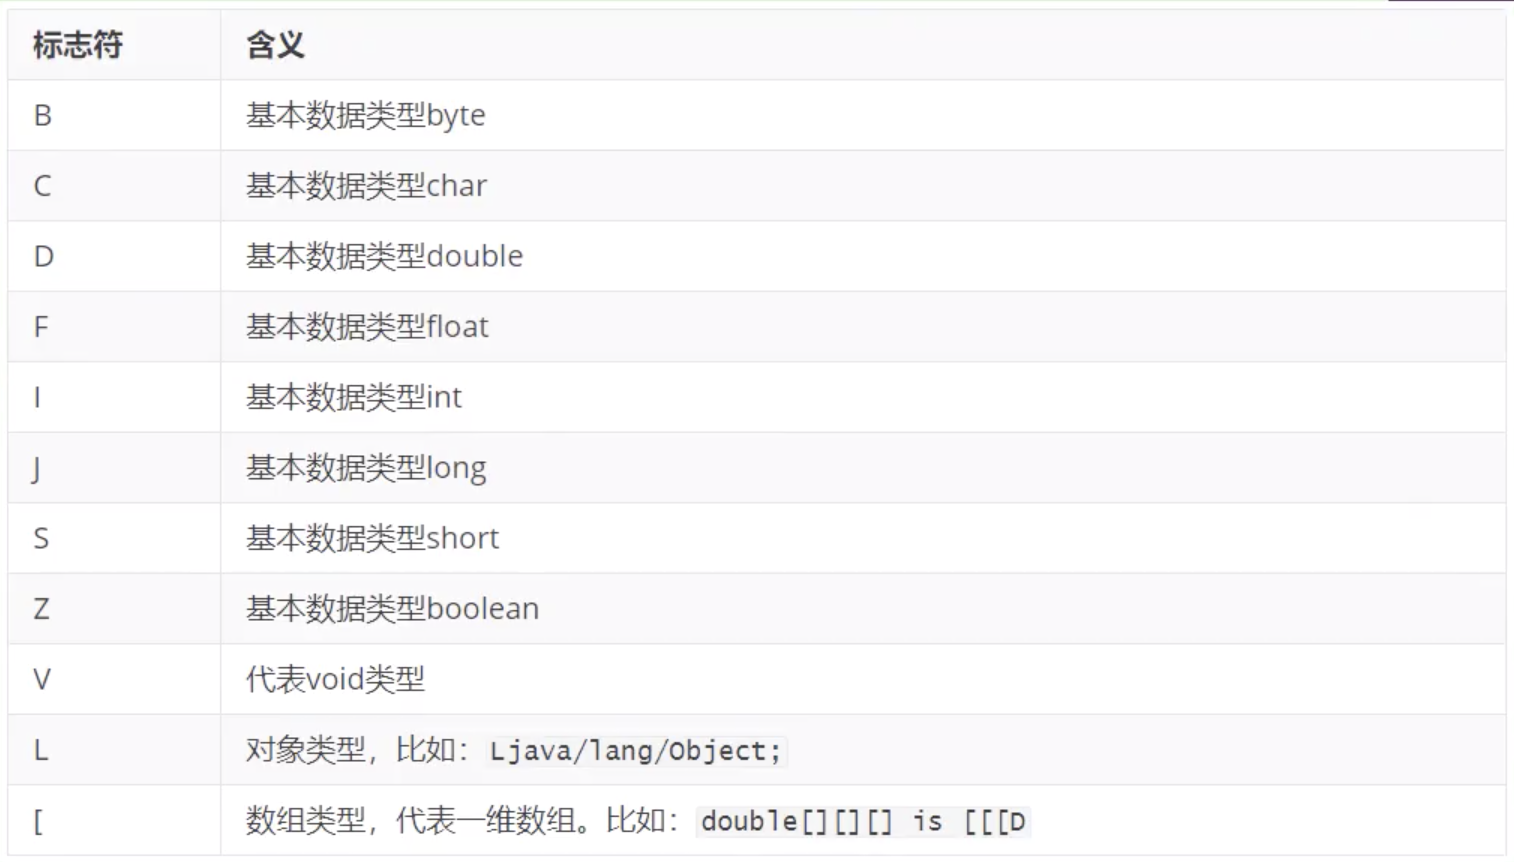 标志符 含义
B 基本数据类型byte
C 基本数据类型char
D 基本数据类型double
F 基本数据类型float
I 基本数据类型int
J 基本数据类型long
S 基本数据类型short
Z 基本数据类型boolean
V 代表void类型
L 对象类型，比如：Ljava/lang/Object;
[ 数组类型，代表一维数组。比如：double[][][] is [[[D